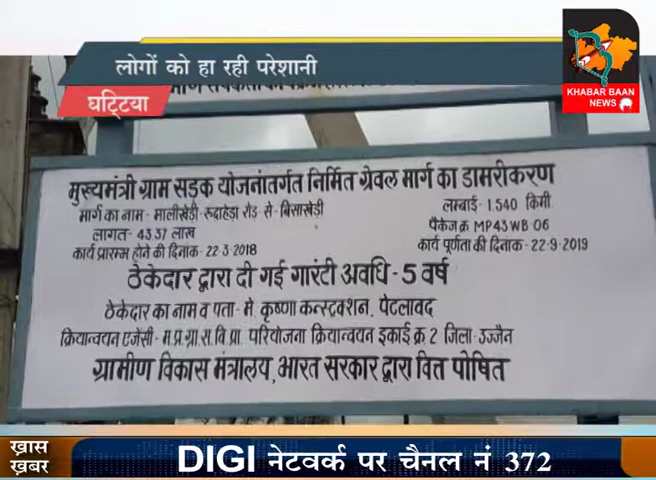 KHABAR BAAN
NEWS
लोगों को हा रही परेशानी
घट्टिया
मुख्यमंत्री ग्राम सड़क योजनांतर्गत निर्मित ग्रेवल मार्ग का डामरीकरण
मार्ग का नाम - मालीखेड़ी-रूदाहेड़ा रोड़ से - बिसाखेड़ी लम्बाई - 1.540 किमी.
लागत- 43.37 लाख पैकेज क्र MP43WB 06
कार्य प्रारम्भ होने की दिनांक - 22-3-2018 कार्य पूर्णता की दिनांक - 22-9-2019
ठेकेदार द्वारा दी गई गारंटी अवधि - 5 वर्ष
ठेकेदार का नाम व पता - मे. कृष्णा कन्स्ट्रक्शन, पेटलावद
क्रियान्वयन एजेंसी - म.प्र.ग्रा.स.वि.प्रा. परियोजना क्रियान्वयन इकाई क्र 2 जिला - उज्जैन
ग्रामीण विकास मंत्रालय, भारत सरकार द्वारा वित्त पोषित
ख़ास
ख़बर
DIGI नेटवर्क पर चैनल नं 372